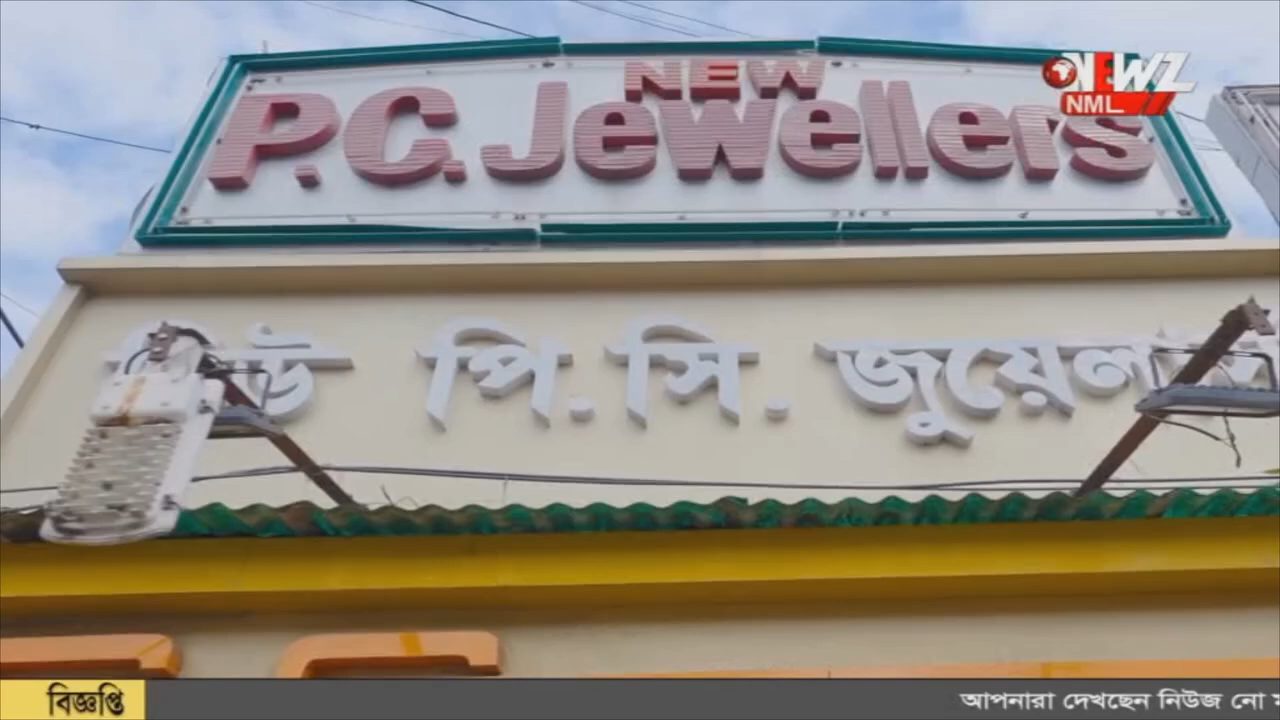 NEW
P.C. Jewellers
NEWZ
NML
পি.সি.
বিজ্ঞপ্তি
আপনারা দেখছেন নিউজ নো